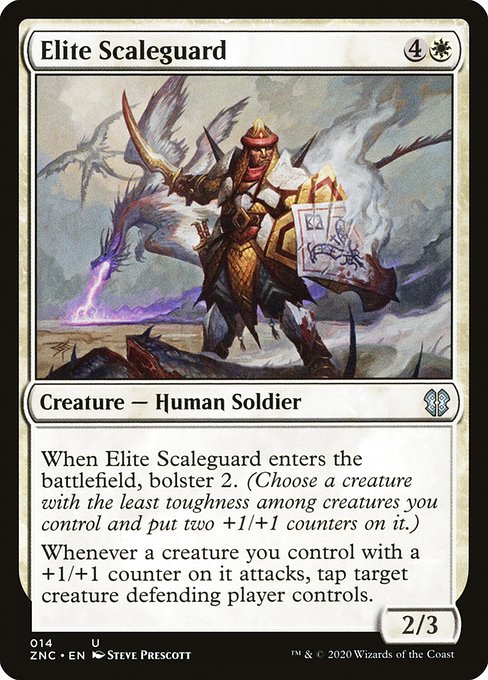 Elite Scaleguard 4
Creature — Human Soldier
When Elite Scaleguard enters the
battlefield, bolster 2. (Choose a creature
with the least toughness among creatures you
control and put two +1/+1 counters on it.)
Whenever a creature you control with a
+1/+1 counter on it attacks, tap target
creature defending player controls.
2/3
014 U
ZNC • EN Steve Prescott
™ & © 2020 Wizards of the Coast